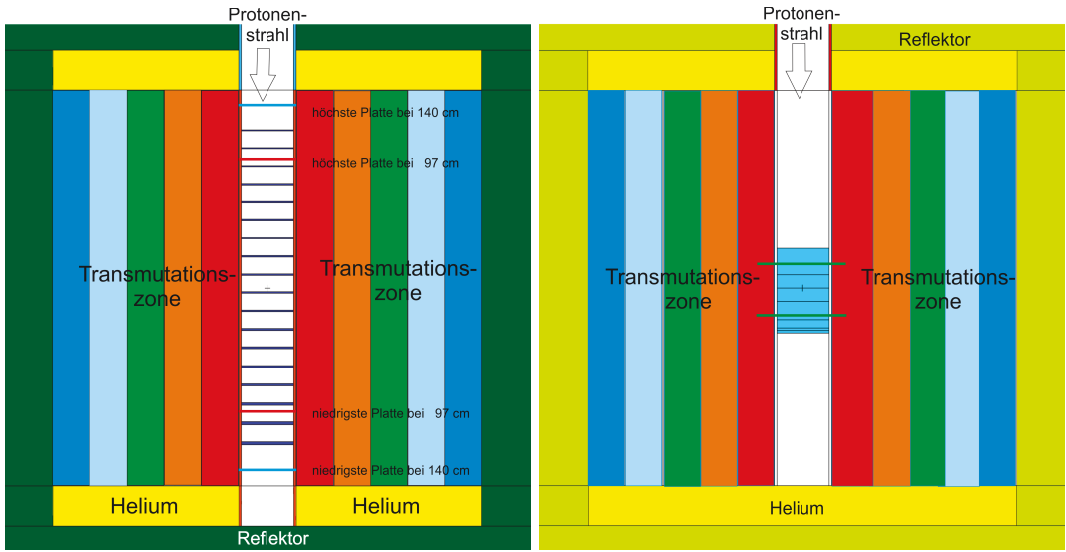 Protonen-
strahl
höchste Platte bei 140 cm
höchste Platte bei 97 cm
Transmutations-
zone
Transmutations-
zone
niedrigste Platte bei 97 cm
niedrigste Platte bei 140 cm
Helium
Helium
Reflektor
Protonen-
strahl
Reflektor
Transmutations-
zone
Transmutations-
zone
Helium